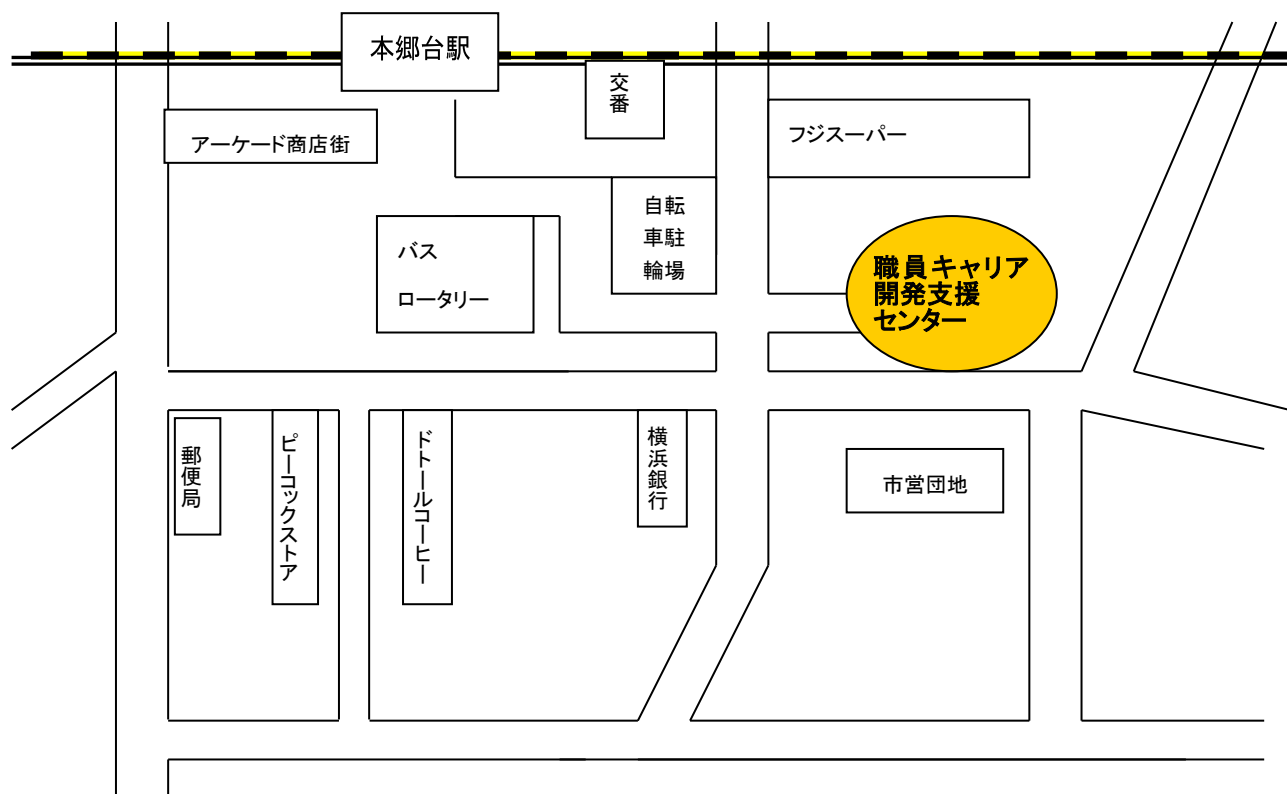 本郷台駅
交番
アーケード商店街
フジスーパー
自転
車駐
輪場
バス
ロータリー
職員キャリア
開発支援
センター
郵便局
ピーコックストア
ドトールコーヒー
横浜銀行
市営団地